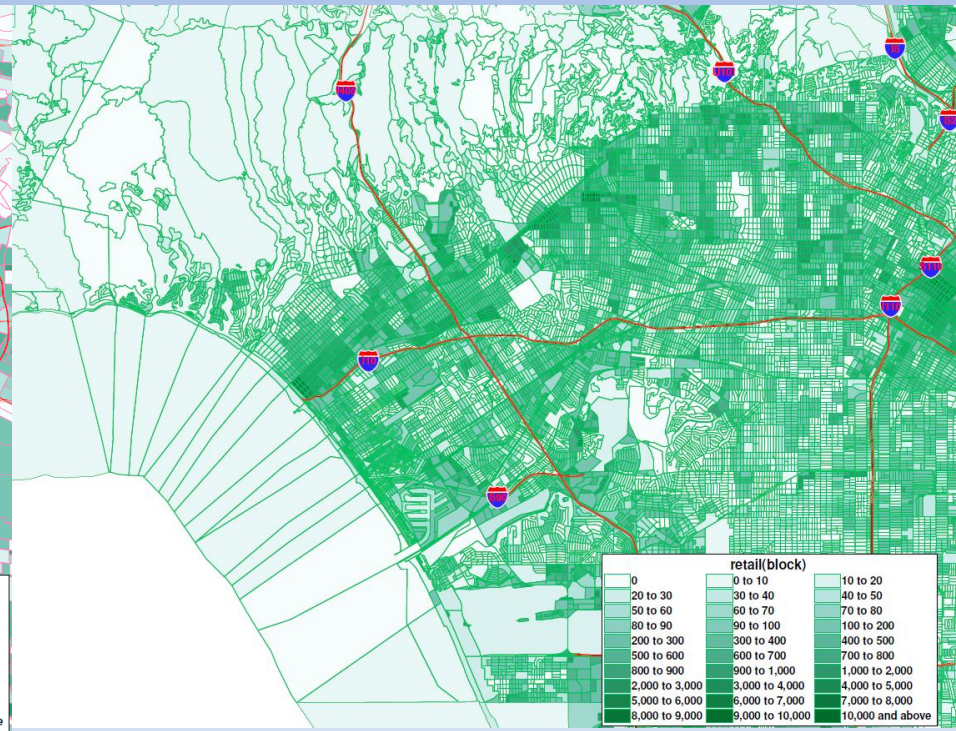 retail(block)
0 0 to 10 10 to 20
20 to 30 30 to 40 40 to 50
50 to 60 60 to 70 70 to 80
80 to 90 90 to 100 100 to 200
200 to 300 300 to 400 400 to 500
500 to 600 600 to 700 700 to 800
800 to 900 900 to 1,000 1,000 to 2,000
2,000 to 3,000 3,000 to 4,000 4,000 to 5,000
5,000 to 6,000 6,000 to 7,000 7,000 to 8,000
8,000 to 9,000 9,000 to 10,000 10,000 and above